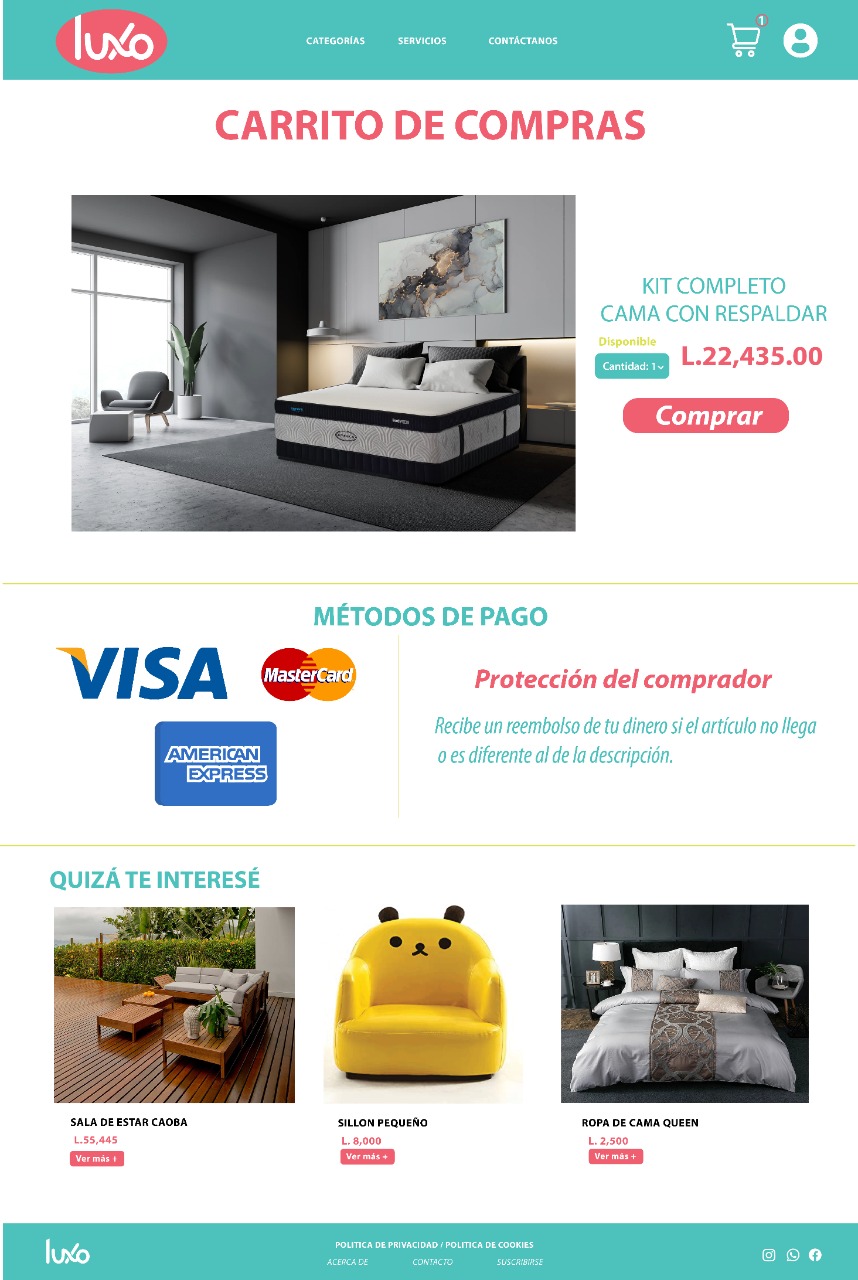 luxo
CATEGORÍAS SERVICIOS CONTÁCTANOS
1
CARRITO DE COMPRAS
KIT COMPLETO
CAMA CON RESPALDAR
Disponible
Cantidad: 1
L.22,435.00
Comprar
MÉTODOS DE PAGO
VISA
MasterCard
AMERICAN
EXPRESS
Protección del comprador
Recibe un reembolso de tu dinero si el artículo no llega
o es diferente al de la descripción.
QUIZÁ TE INTERESÉ
SALA DE ESTAR CAOBA
L.55,445
Ver más +
SILLON PEQUEÑO
L. 8,000
Ver más +
ROPA DE CAMA QUEEN
L. 2,500
Ver más +
luxo
POLITICA DE PRIVACIDAD / POLITICA DE COOKIES
ACERCA DE CONTACTO SUSCRIBIRSE